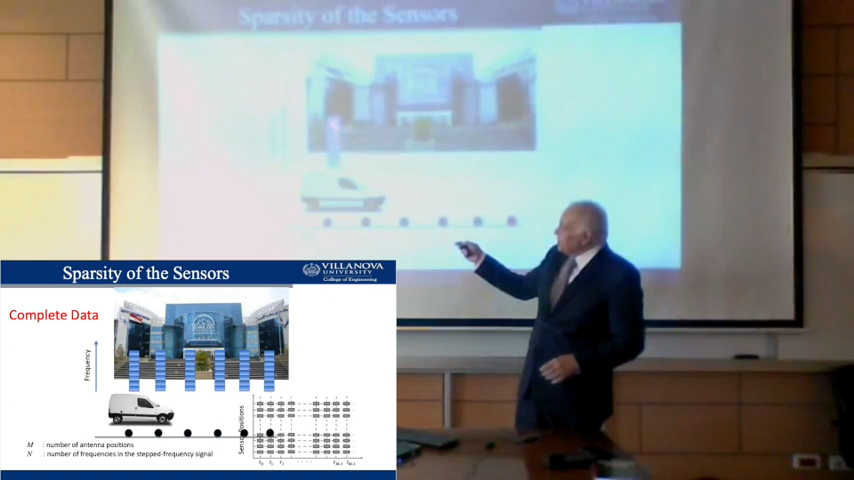 Sparsity of the Sensors
VILLANOVA
Sparsity of the Sensors
VILLANOVA
UNIVERSITY
College of Engineering
Complete Data
Frequency
Sensor Positions
M : number of antenna positions
N : number of frequencies in the stepped-frequency signal